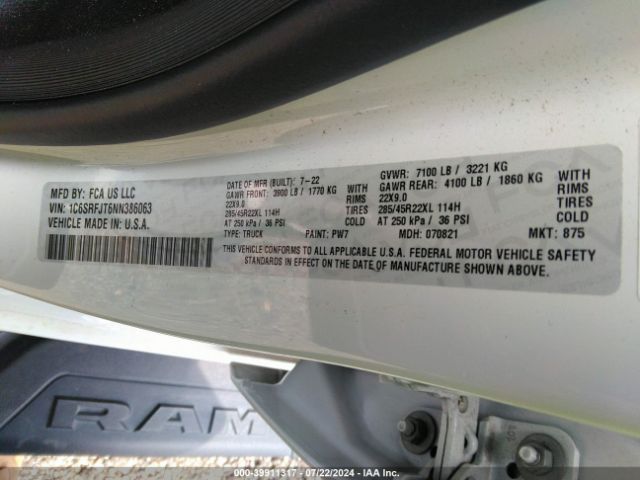 MFD BY: FCA US LLC
VIN: 1C6SRFJT6NN386063
VEHICLE MADE IN: U.S.A.
DATE OF MFR (BUILT): 7-22
GAWR FRONT: 3900 LB / 1770 KG WITH
22X9.0 RIMS
285/45R22XL 114H TIRES
AT 250 kPa / 36 PSI COLD
TYPE: TRUCK PAINT: PW7
GVWR: 7100 LB / 3221 KG
GAWR REAR: 4100 LB / 1860 KG WITH
22X9.0 RIMS
285/45R22XL 114H TIRES
AT 250 kPa / 36 PSI COLD
MDH: 070821 MKT: 875
THIS VEHICLE CONFORMS TO ALL APPLICABLE U.S.A. FEDERAL MOTOR VEHICLE SAFETY
STANDARDS IN EFFECT ON THE DATE OF MANUFACTURE SHOWN ABOVE.
RAM
CONDITION: 000-39911317 - 07/22/2024 - IAA Inc.